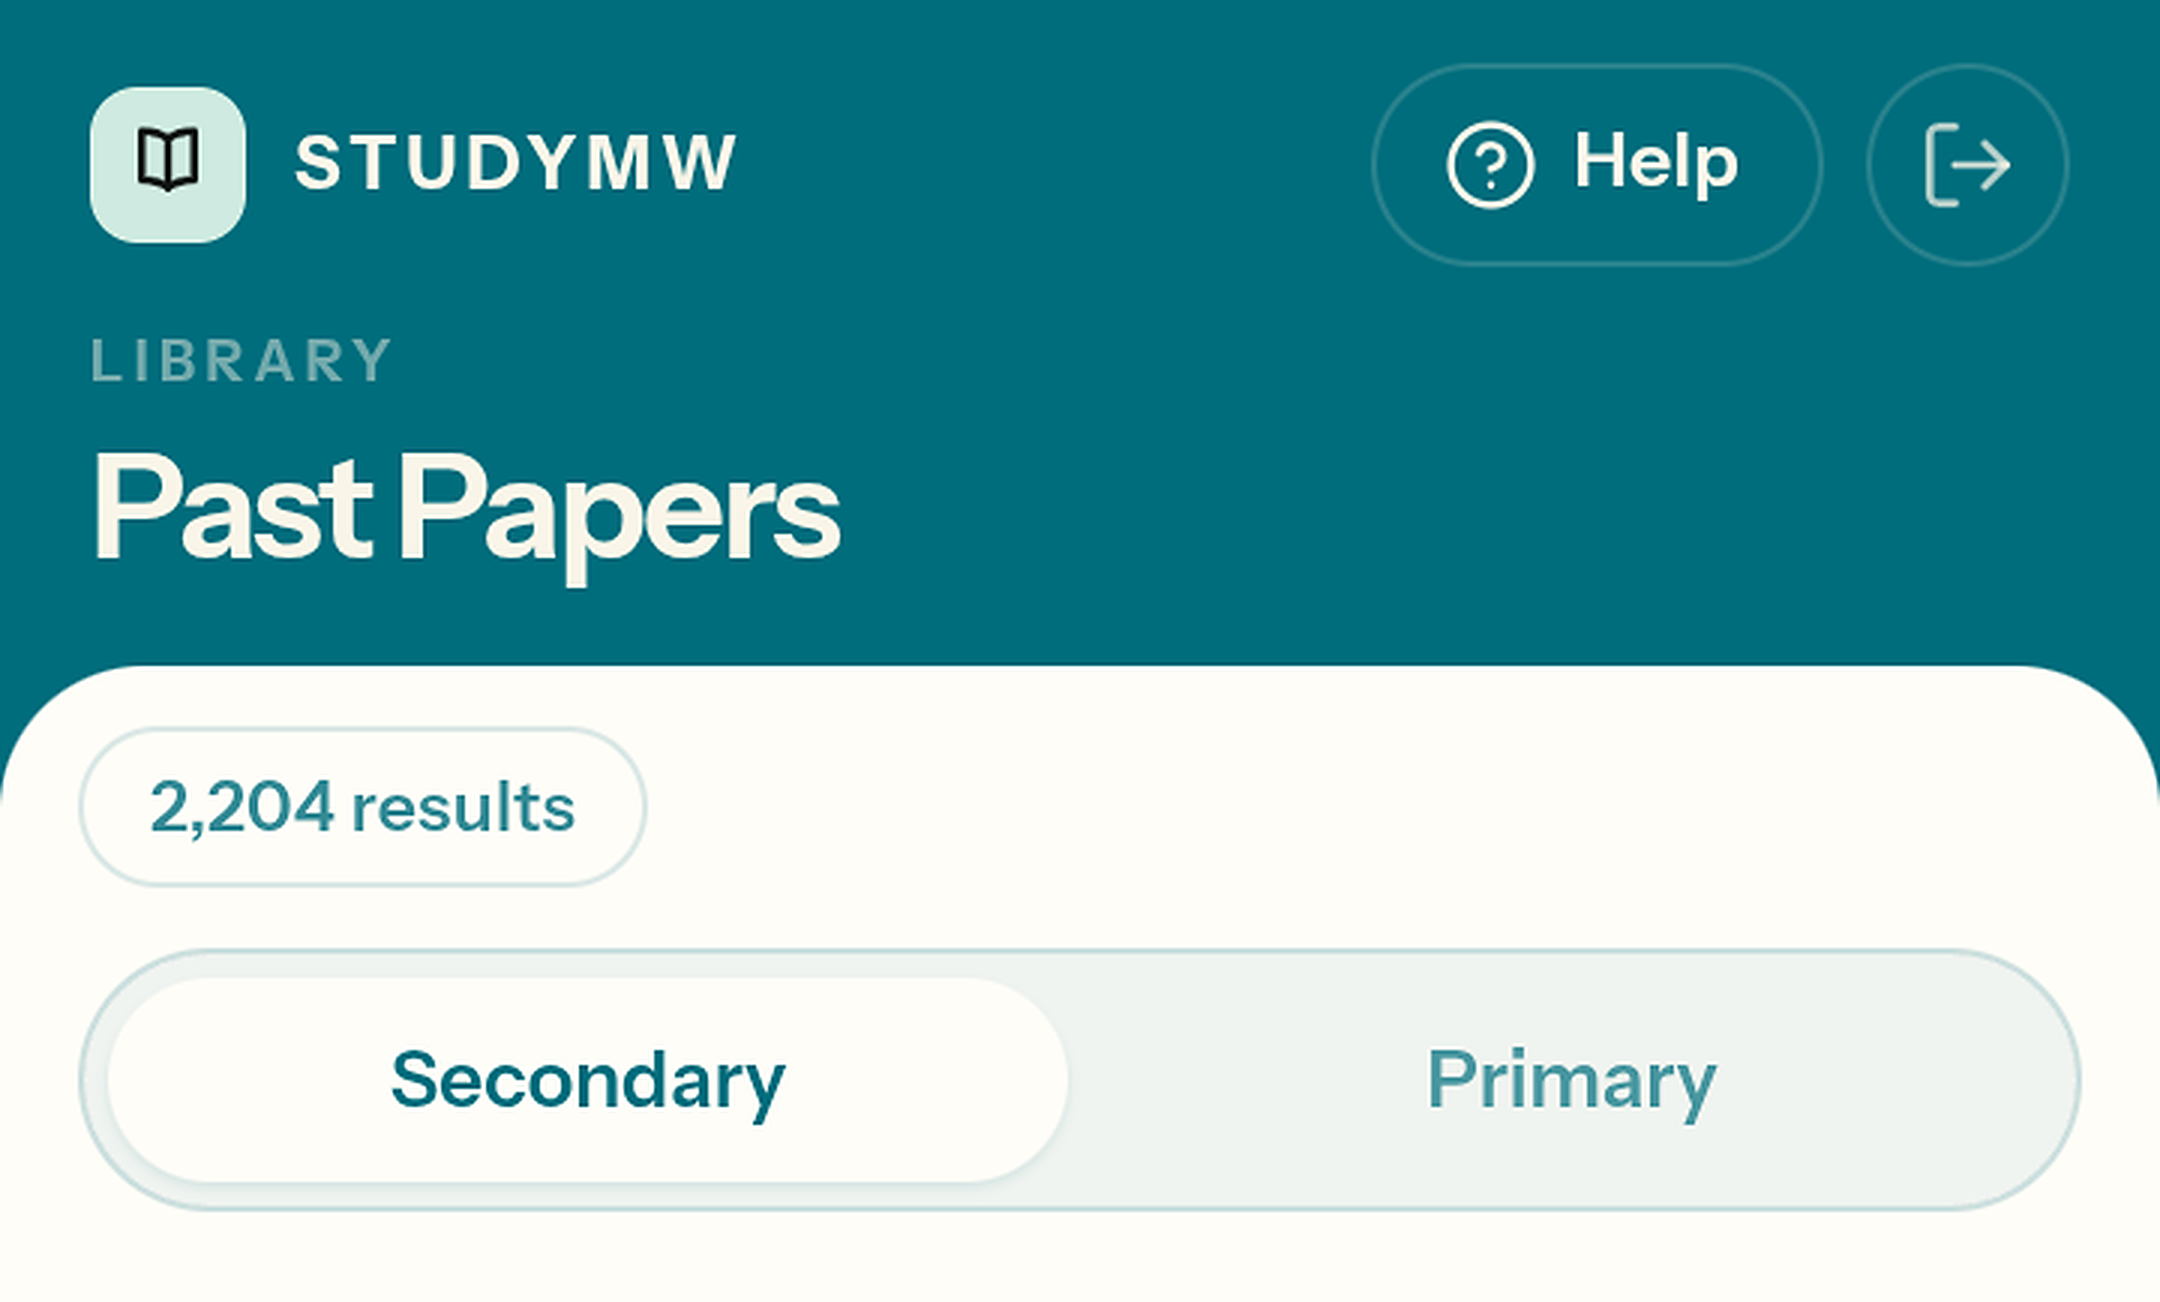 STUDYMW
Help
LIBRARY
Past Papers
2,204 results
Secondary
Primary